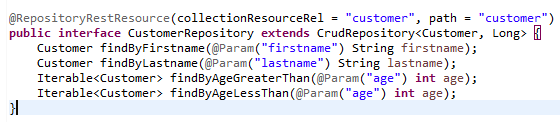 @RepositoryRestResource(collectionResourceRel = "customer", path = "customer")
public interface CustomerRepository extends CrudRepository<Customer, Long> {
    Customer findByFirstname(@Param("firstname") String firstname);
    Customer findByLastname(@Param("lastname") String lastname);
    Iterable<Customer> findByAgeGreaterThan(@Param("age") int age);
    Iterable<Customer> findByAgeLessThan(@Param("age") int age);
}